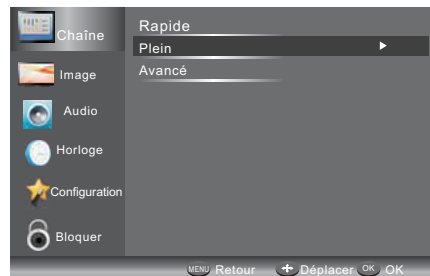 Chaîne
Image
Audio
Horloge
Configuration
Bloquer
Rapide
Plein
Avancé
MENU Retour Déplacer OK OK